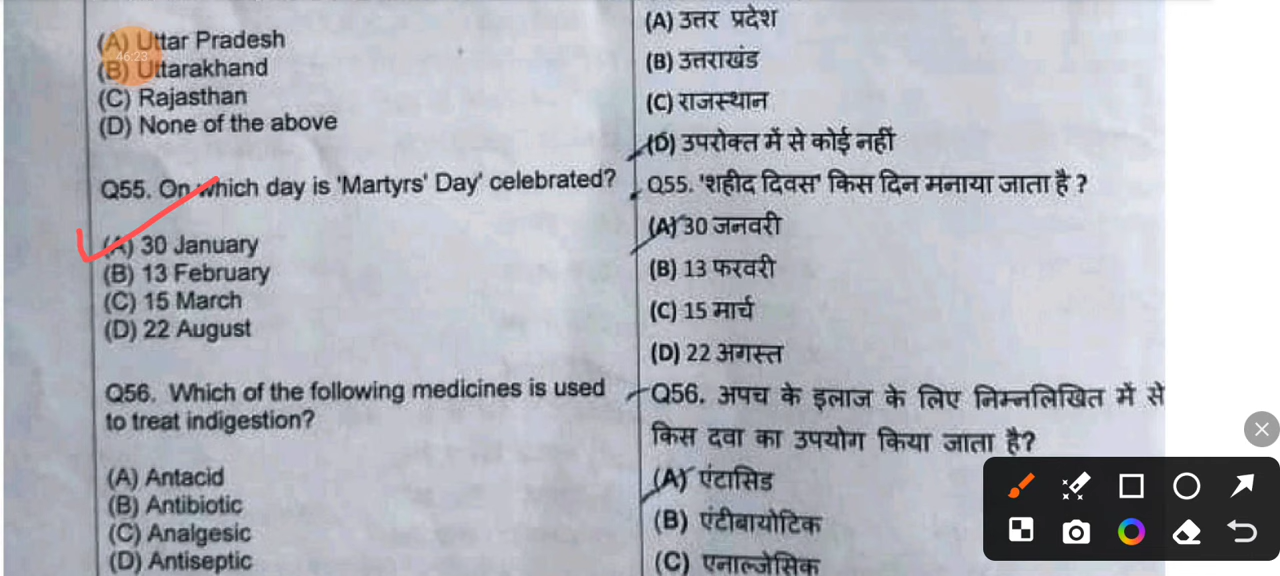 (A) Uttar Pradesh
46:23
(B) Uttarakhand
(C) Rajasthan
(D) None of the above
Q55. On which day is 'Martyrs' Day' celebrated?
(A) 30 January
(B) 13 February
(C) 15 March
(D) 22 August
Q56. Which of the following medicines is used
to treat indigestion?
(A) Antacid
(B) Antibiotic
(C) Analgesic
(D) Antiseptic
(A) उत्तर प्रदेश
(B) उत्तराखंड
(C) राजस्थान
(D) उपरोक्त में से कोई नहीं
Q55. 'शहीद दिवस' किस दिन मनाया जाता है ?
(A) 30 जनवरी
(B) 13 फरवरी
(C) 15 मार्च
(D) 22 अगस्त
Q56. अपच के इलाज के लिए निम्नलिखित में से
किस दवा का उपयोग किया जाता है?
(A) एंटासिड
(B) एंटीबायोटिक
(C) एनाल्जेसिक